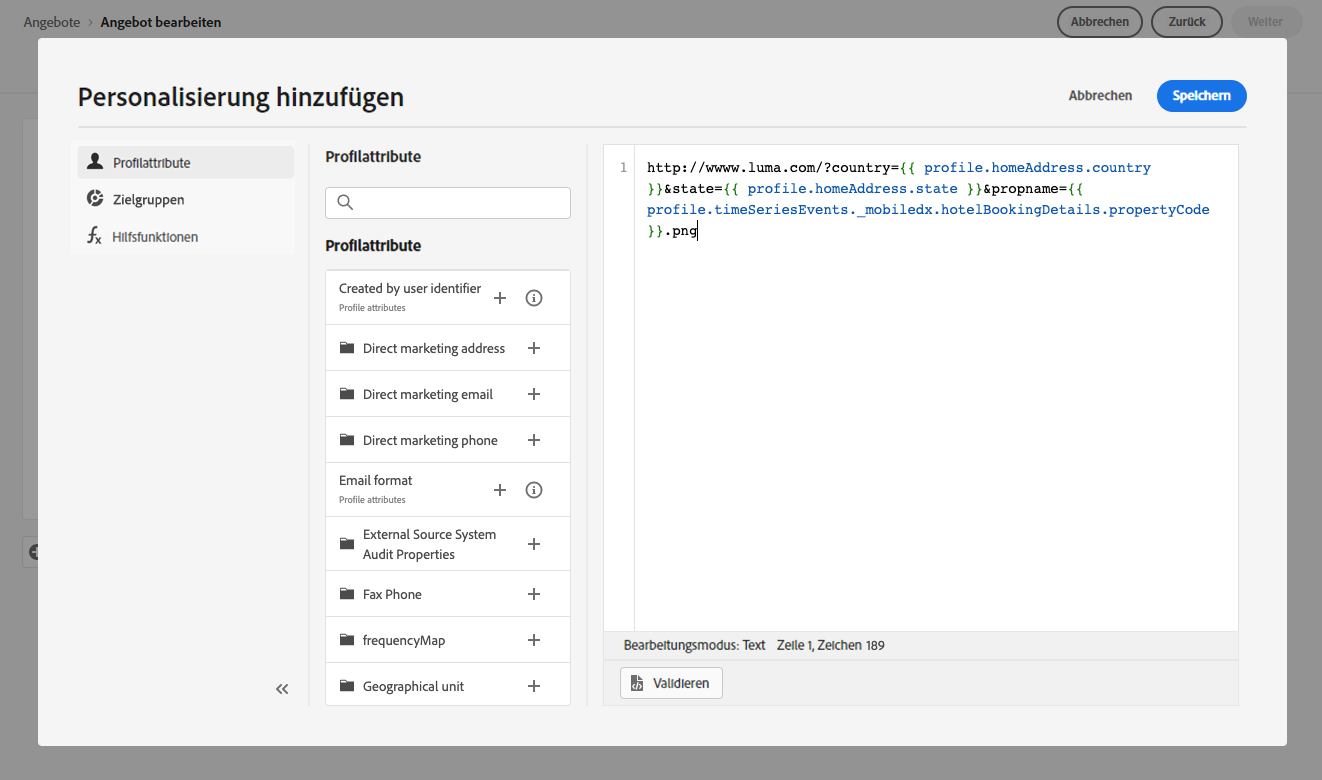 Angebote › Angebot bearbeiten
Abbrechen
Zurück
Weiter
Personalisierung hinzufügen
Abbrechen
Speichern
Profilattribute
Zielgruppen
Hilfsfunktionen
Profilattribute
Profilattribute
Created by user identifier
Profile attributes
Direct marketing address
Direct marketing email
Direct marketing phone
Email format
Profile attributes
External Source System
Audit Properties
Fax Phone
frequencyMap
Geographical unit
1
http://wwww.luma.com/?country={{ profile.homeAddress.country
}}&state={{ profile.homeAddress.state }}&propname={{
profile.timeSeriesEvents._mobiledx.hotelBookingDetails.propertyCode
}}.png
Bearbeitungsmodus: Text Zeile 1, Zeichen 189
Validieren